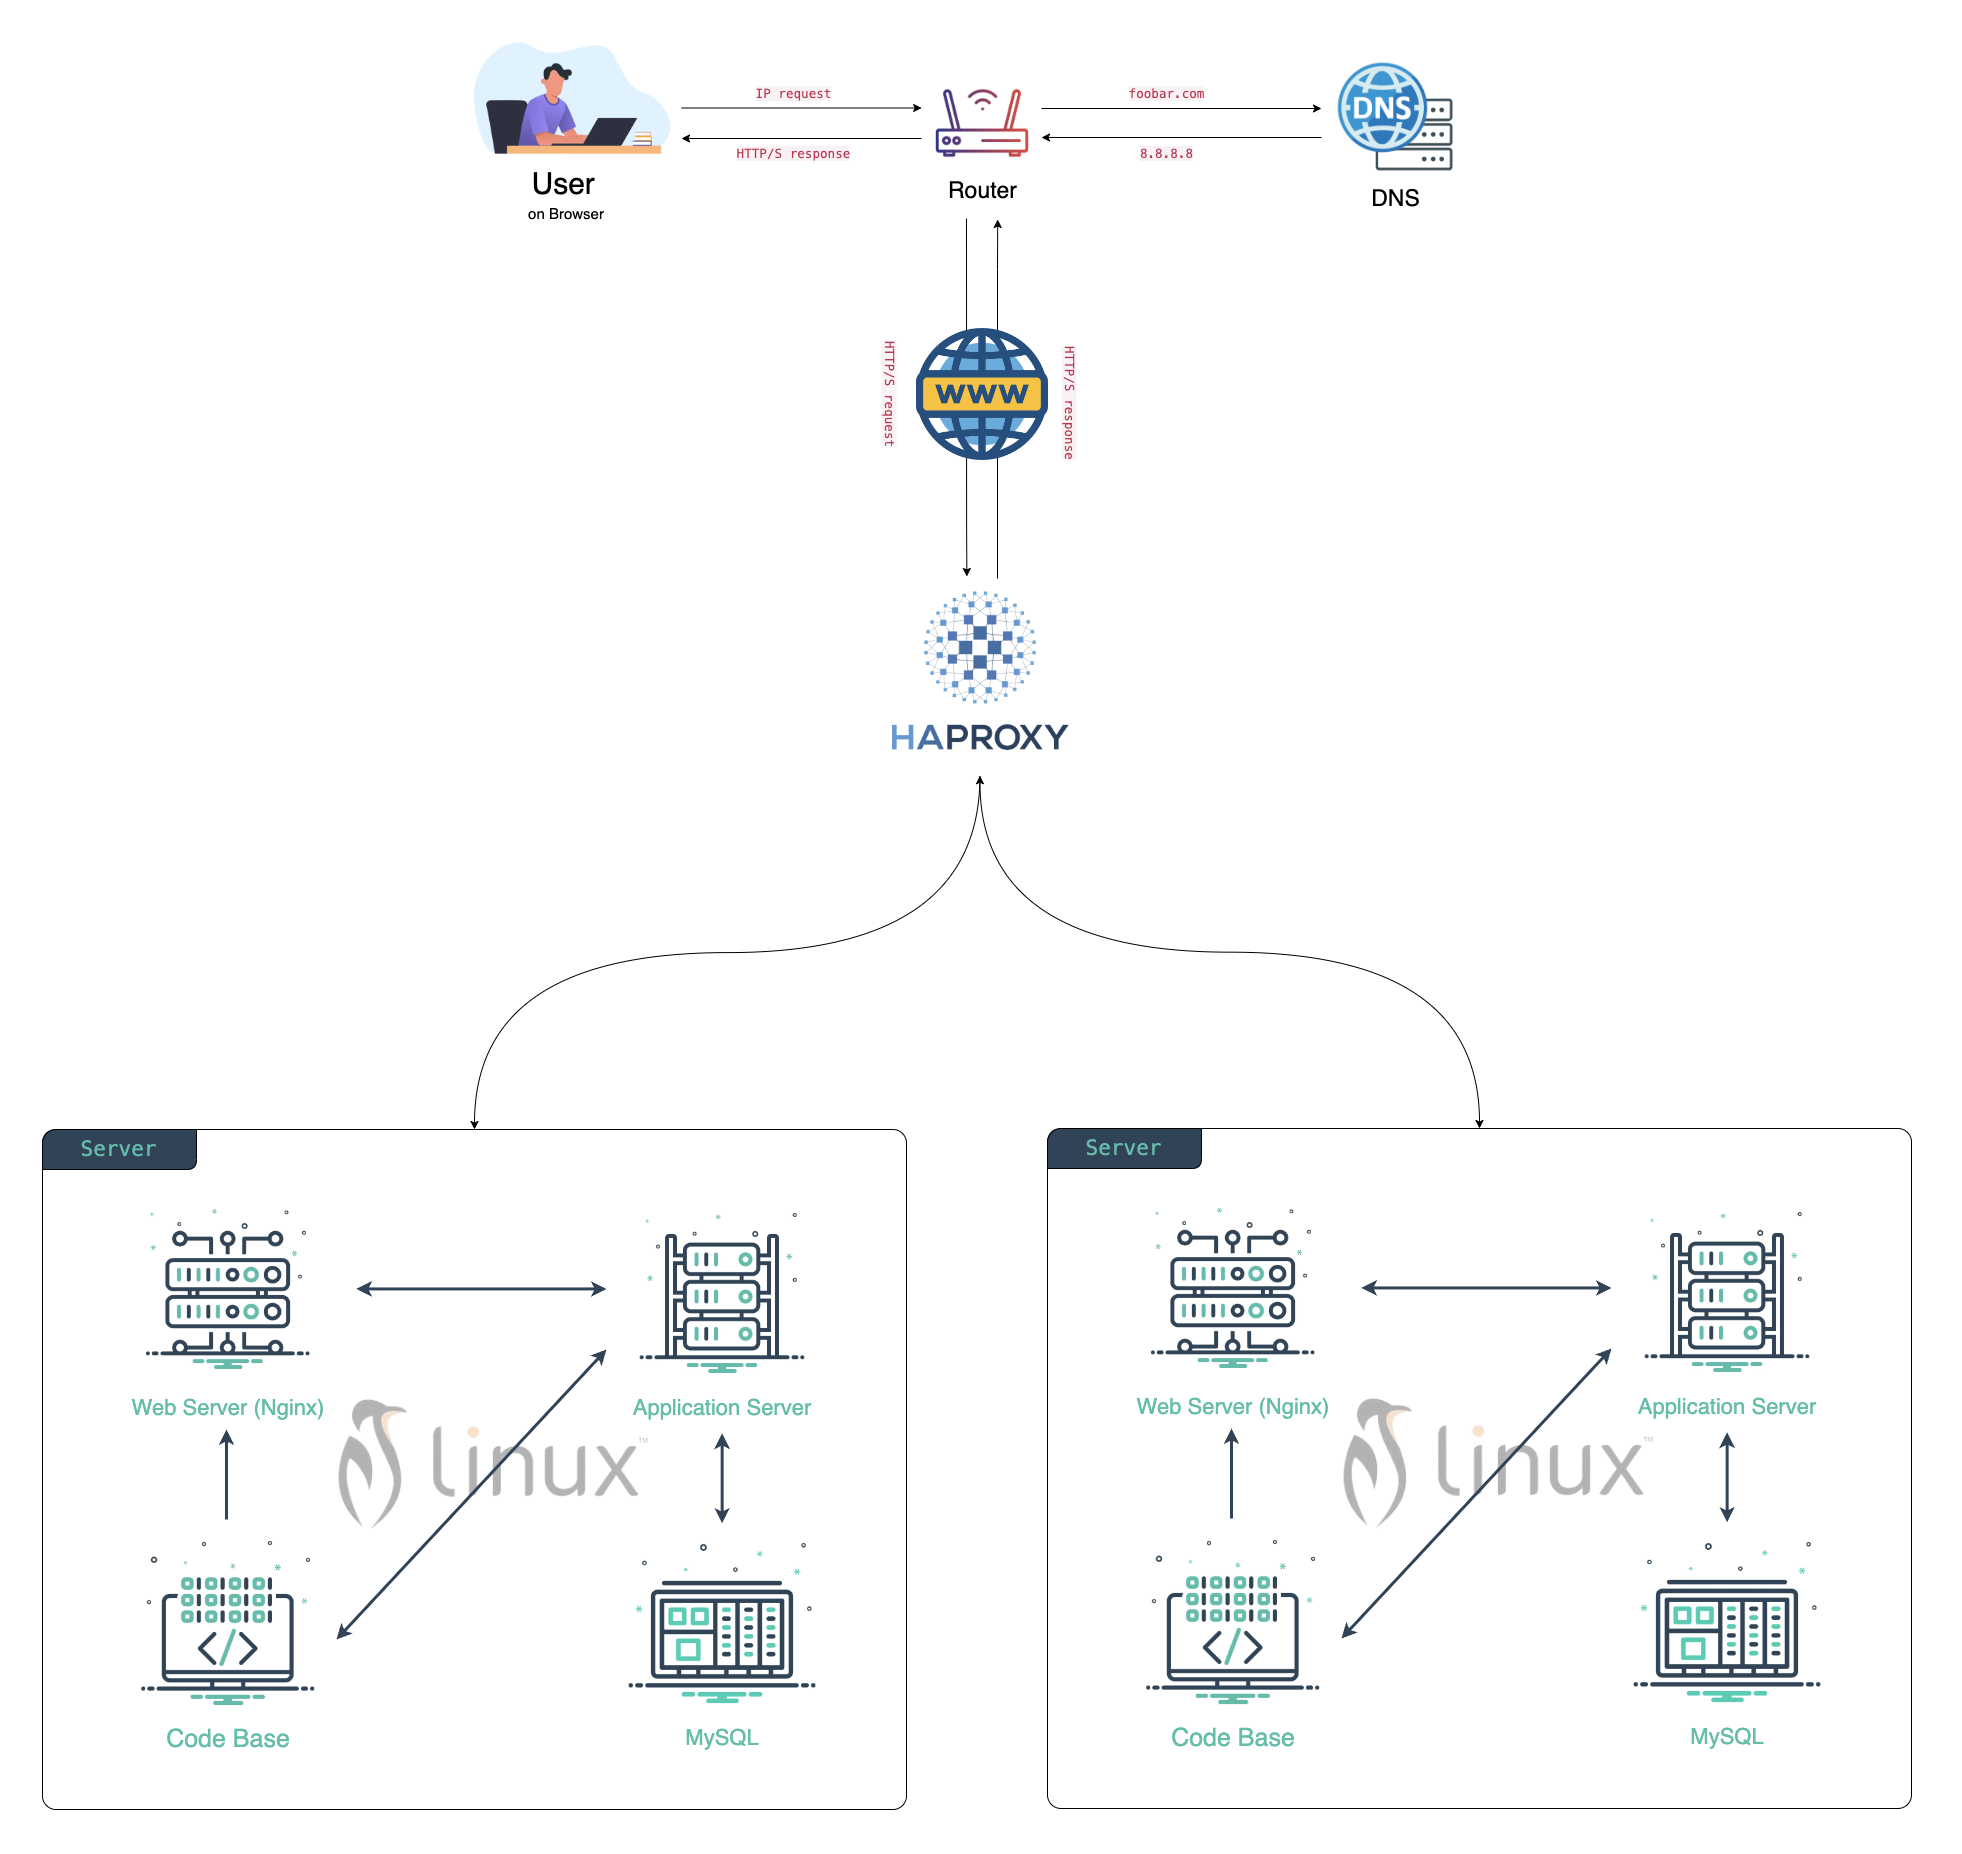 IP request
foobar.com
DNS
HTTP/S response
8.8.8.8
User
on Browser
Router
DNS
HTTP/S request
www
HTTP/S response
HAPROXY
Server
Server
Web Server (Nginx)
Application Server
Web Server (Nginx)
Application Server
linux™
linux™
</>
</>
Code Base
MySQL
Code Base
MySQL